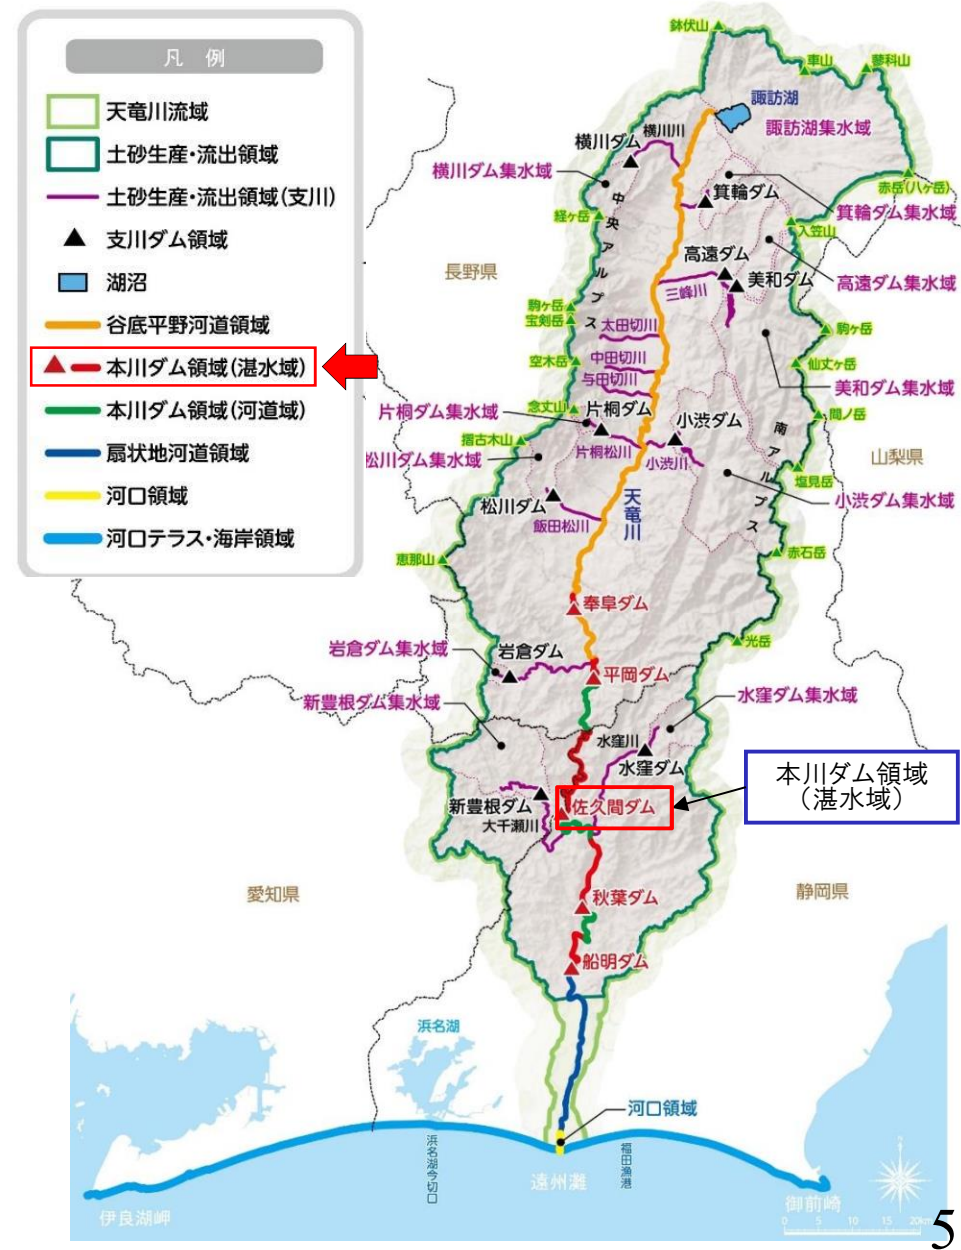 凡 例
天竜川流域
土砂生産・流出領域
土砂生産・流出領域(支川)
支川ダム領域
湖沼
谷底平野河道領域
本川ダム領域(湛水域)
本川ダム領域(河道域)
扇状地河道領域
河口領域
河口テラス・海岸領域
鉢伏山
車山
蓼科山
諏訪湖
諏訪湖集水域
横川川
横川ダム
横川ダム集水域
赤岳(八ヶ岳)
箕輪ダム
箕輪ダム集水域
経ヶ岳
中央アルプス
入笠山
長野県
高遠ダム
高遠ダム集水域
美和ダム
三峰川
駒ヶ岳
宝剣岳
太田切川
駒ヶ岳
空木岳
中田切川
仙丈ヶ岳
与田切川
美和ダム集水域
念丈山
片桐ダム集水域
片桐ダム
小渋ダム
間ノ岳
摺古木山
片桐松川
小渋川
南アルプス
山梨県
松川ダム集水域
塩見岳
松川ダム
天竜川
小渋ダム集水域
飯田松川
恵那山
赤石岳
泰阜ダム
光岳
岩倉ダム集水域
岩倉ダム
平岡ダム
新豊根ダム集水域
水窪ダム集水域
水窪川
水窪ダム
本川ダム領域
(湛水域)
新豊根ダム
佐久間ダム
大千瀬川
愛知県
秋葉ダム
静岡県
船明ダム
浜名湖
河口領域
浜名湖今切口
福田漁港
遠州灘
伊良湖岬
御前崎
N
0 5 10 15 20km
5